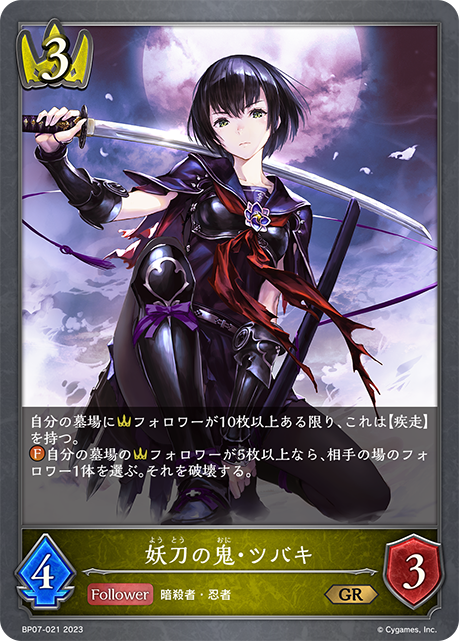 3
自分の墓場にフォロワーが10枚以上ある限り、これは【疾走】
を持つ。
F自分の墓場のフォロワーが5枚以上なら、相手の場のフォ
ロワー1体を選ぶ。それを破壊する。
ようとう おに
妖刀の鬼・ツバキ
4
Follower 暗殺者・忍者
GR
3
BP07-021 2023
© Cygames, Inc.